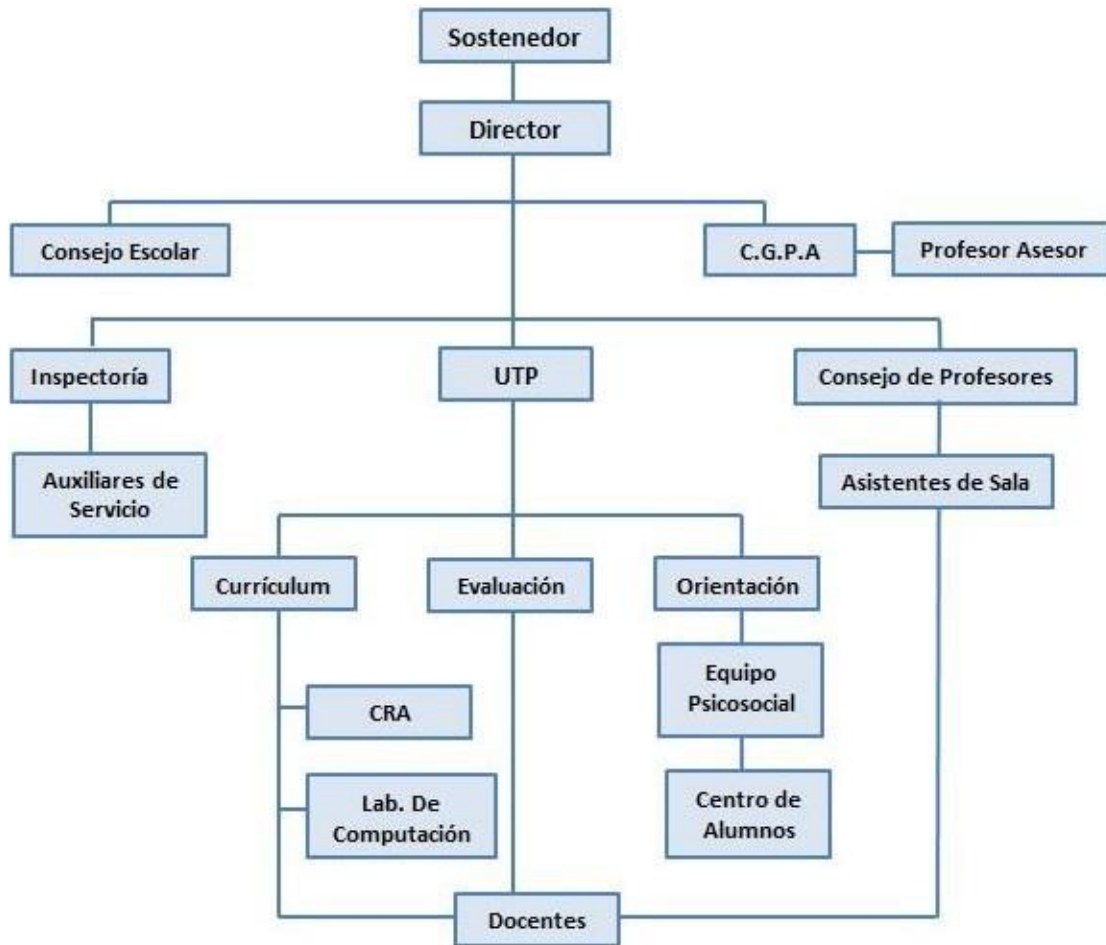 Sostenedor
Director
Consejo Escolar
C.G.P.A
Profesor Asesor
Inspectoría
UTP
Consejo de Profesores
Auxiliares de
Servicio
Asistentes de Sala
Currículum
Evaluación
Orientación
Equipo
Psicosocial
CRA
Lab. De
Computación
Centro de
Alumnos
Docentes